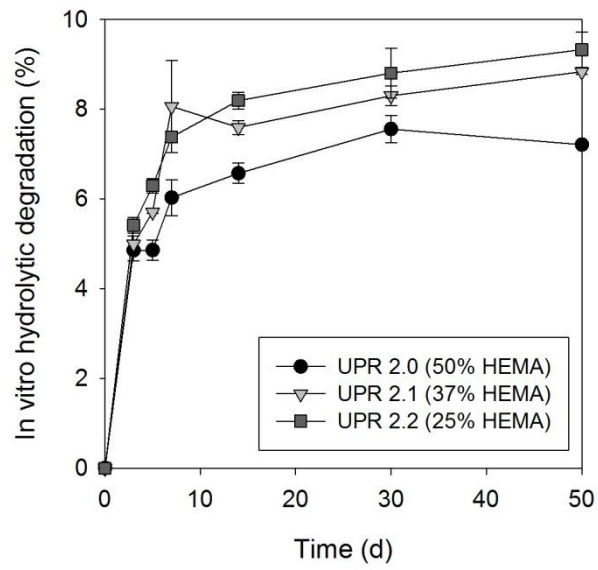 10
8
6
4
2
0
In vitro hydrolytic degradation (%)
UPR 2.0 (50% HEMA)
UPR 2.1 (37% HEMA)
UPR 2.2 (25% HEMA)
0 10 20 30 40 50
Time (d)